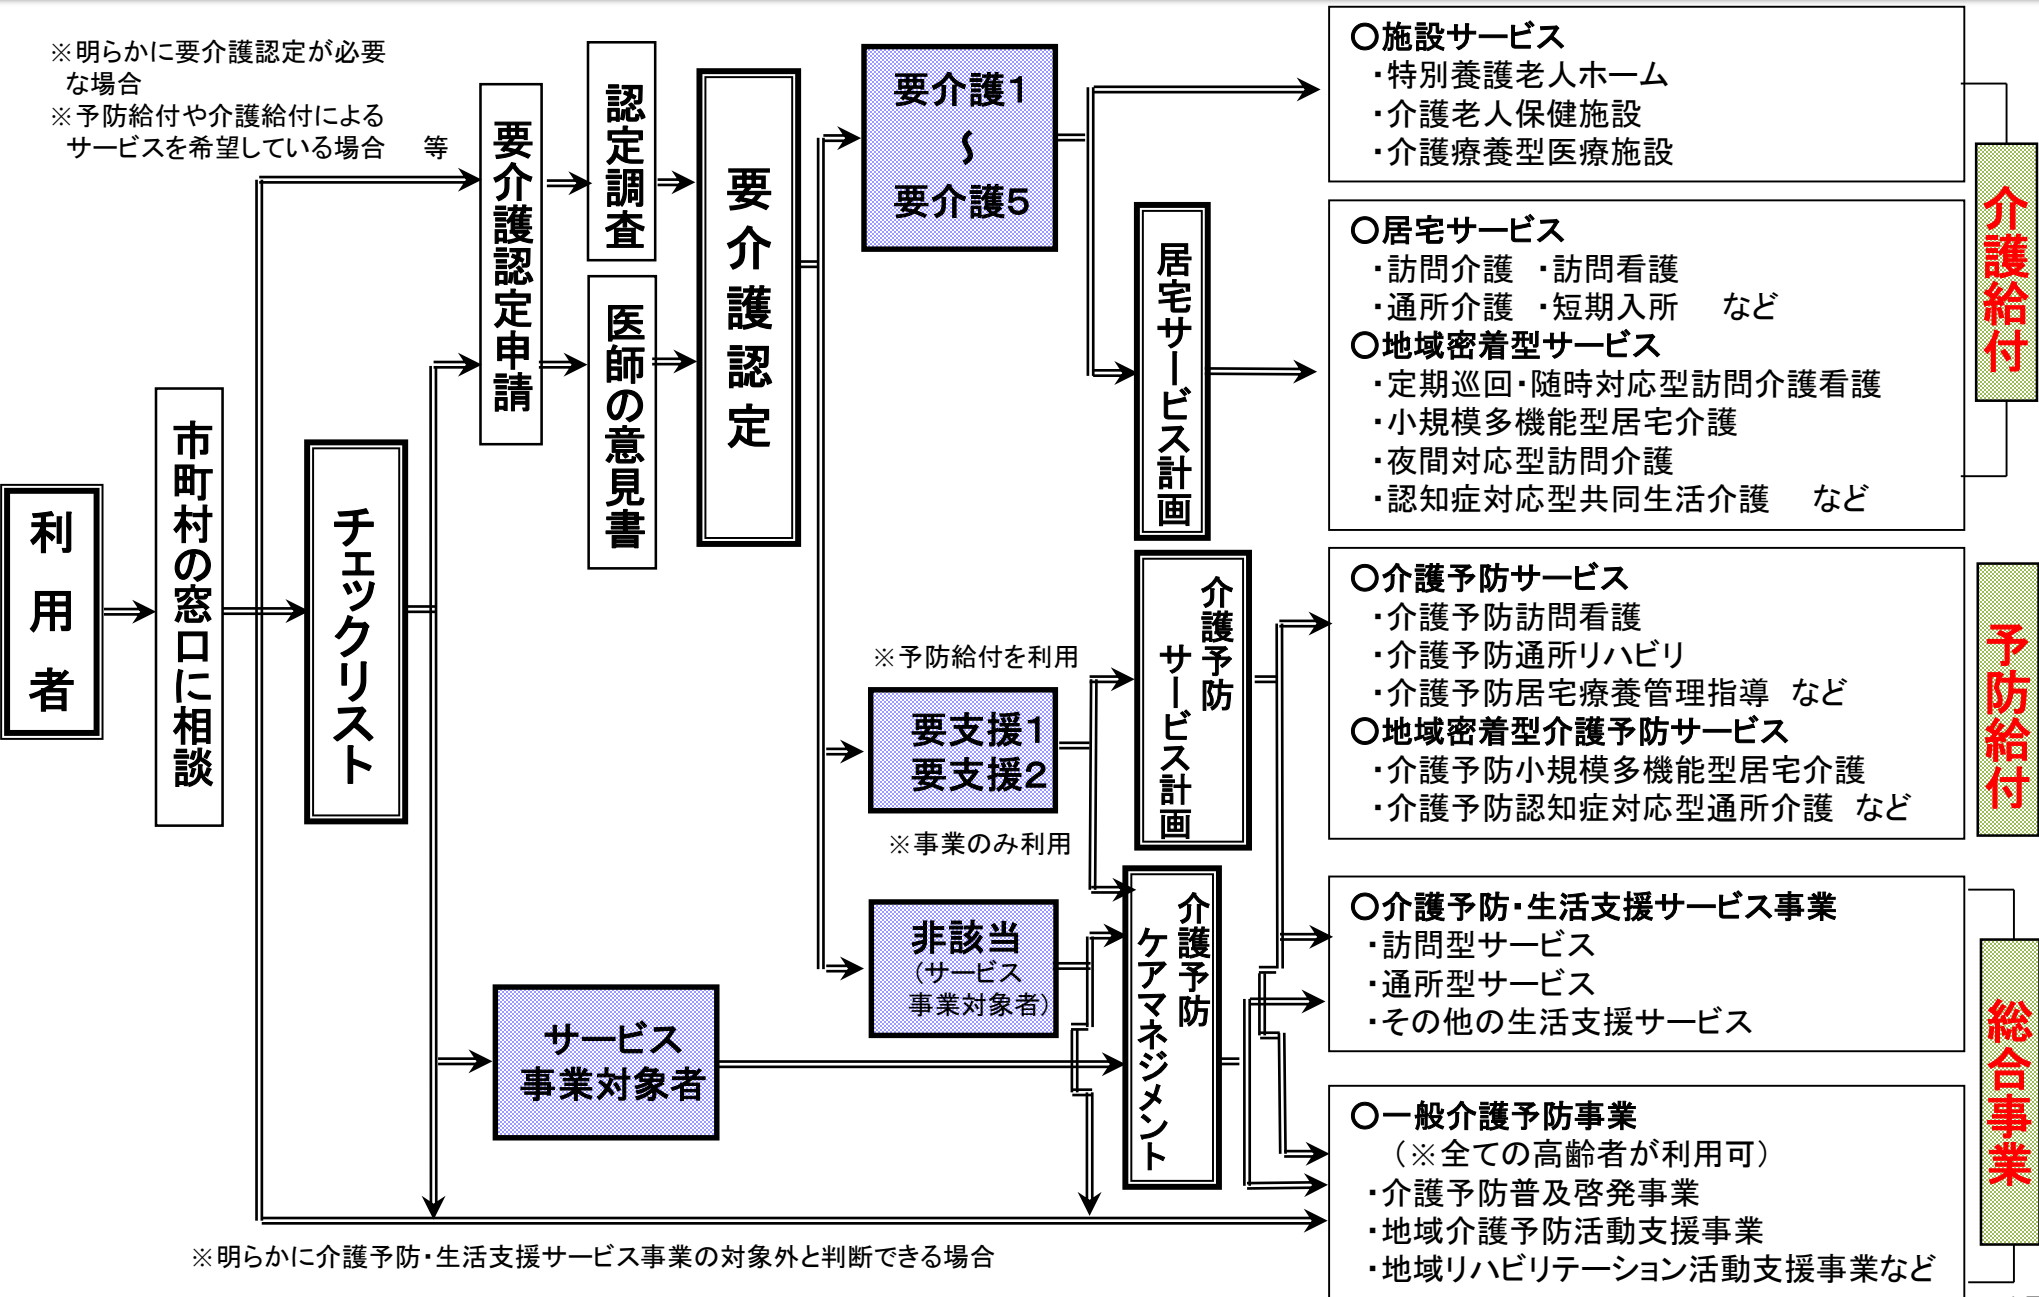 ※明らかに要介護認定が必要
な場合
※予防給付や介護給付による
サービスを希望している場合　等
利用者
市町村の窓口に相談
チェックリスト
要介護認定申請
認定調査
医師の意見書
要介護認定
要介護1
〜
要介護5
※予防給付を利用
要支援1
要支援2
※事業のみ利用
非該当
(サービス
事業対象者)
サービス
事業対象者
居宅サービス計画
介護予防
サービス計画
介護予防
ケアマネジメント
○施設サービス
・特別養護老人ホーム
・介護老人保健施設
・介護療養型医療施設
○居宅サービス
・訪問介護　・訪問看護
・通所介護　・短期入所　など
○地域密着型サービス
・定期巡回・随時対応型訪問介護看護
・小規模多機能型居宅介護
・夜間対応型訪問介護
・認知症対応型共同生活介護　など
介護給付
○介護予防サービス
・介護予防訪問看護
・介護予防通所リハビリ
・介護予防居宅療養管理指導　など
○地域密着型介護予防サービス
・介護予防小規模多機能型居宅介護
・介護予防認知症対応型通所介護　など
予防給付
○介護予防・生活支援サービス事業
・訪問型サービス
・通所型サービス
・その他の生活支援サービス
○一般介護予防事業
（※全ての高齢者が利用可）
・介護予防普及啓発事業
・地域介護予防活動支援事業
・地域リハビリテーション活動支援事業など
総合事業
※明らかに介護予防・生活支援サービス事業の対象外と判断できる場合